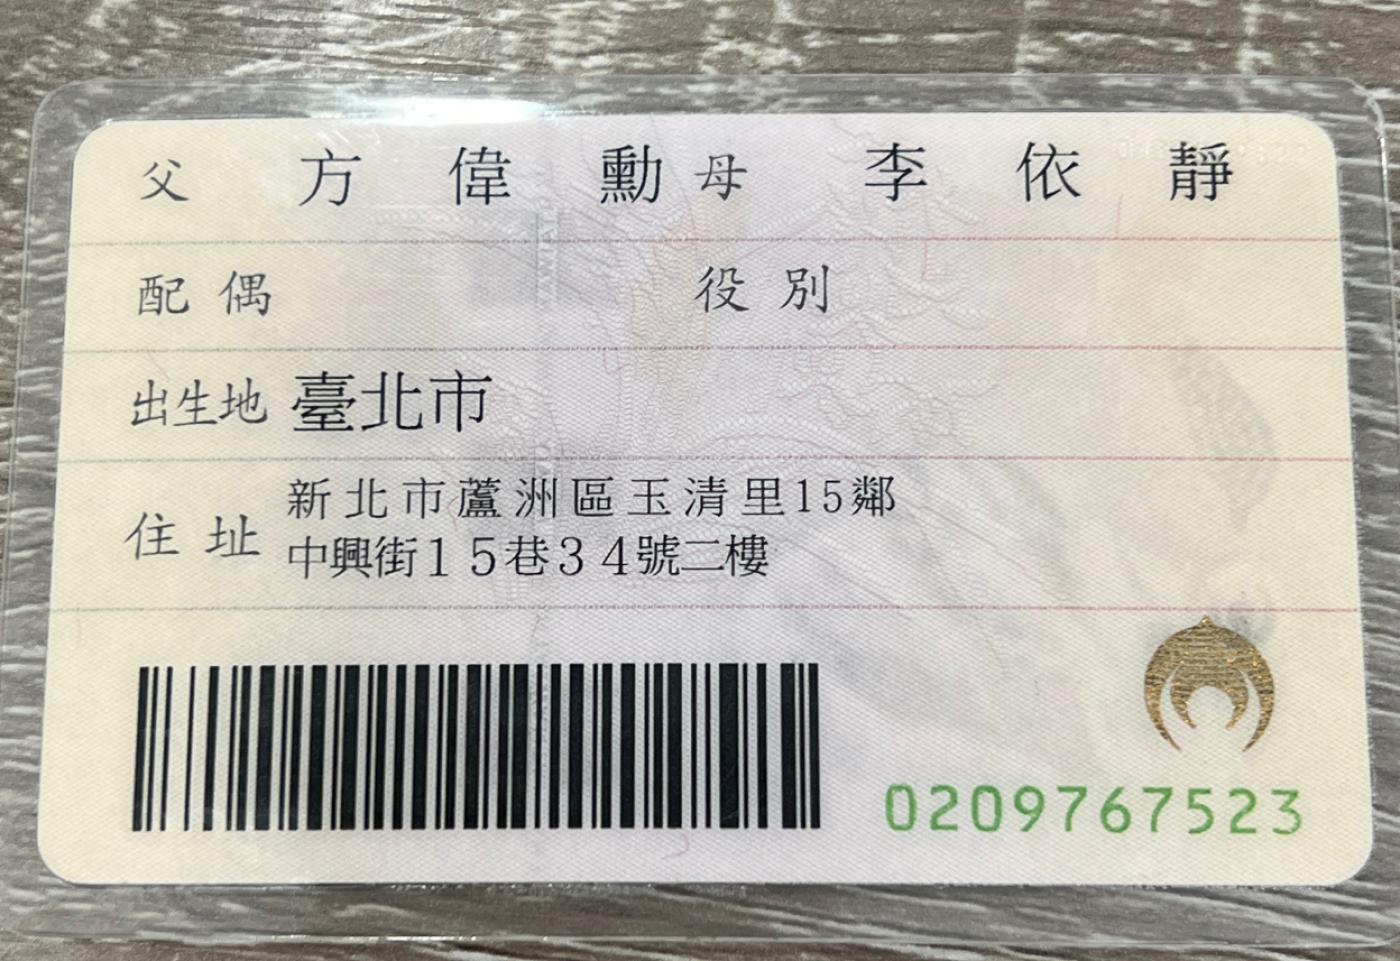 父 方偉勳 母 李依靜
配偶 役別
出生地 臺北市
住址 新北市蘆洲區玉清里15鄰
中興街15巷34號二樓
0209767523